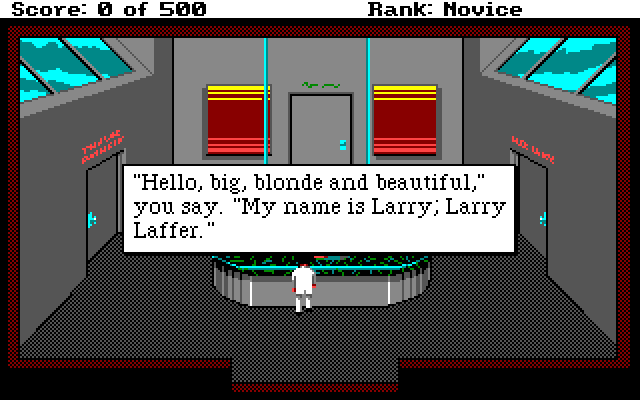 Score: 0 of 500 Rank: Novice
"Hello, big, blonde and beautiful,"
you say. "My name is Larry; Larry
Laffer."